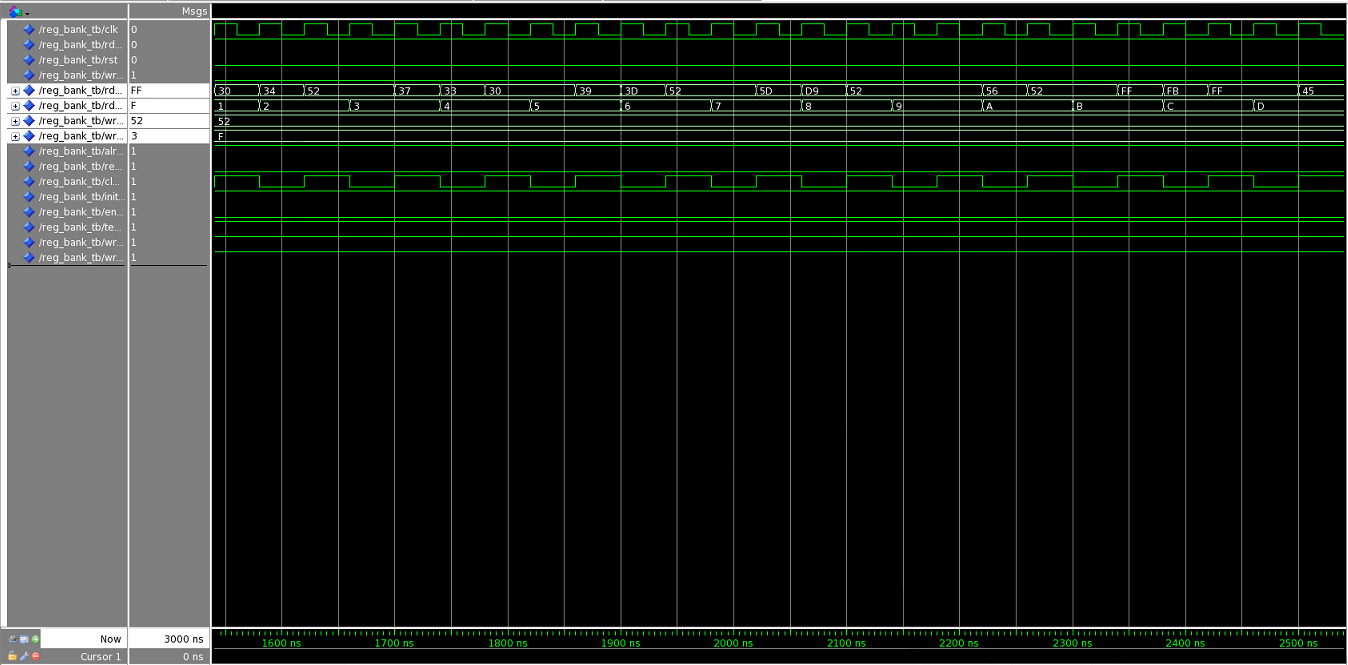 Msgs
/reg_bank_tb/clk 0
/reg_bank_tb/rd... 0
/reg_bank_tb/rst 0
/reg_bank_tb/wr... 1
/reg_bank_tb/rd... FF 30 34 52 37 33 30 39 3D 52 5D D9 52 56 52 FF FB FF 45
/reg_bank_tb/rd... F 1 2 3 4 5 6 7 8 9 A B C D
/reg_bank_tb/wr... 52 52
/reg_bank_tb/wr... 3 F
/reg_bank_tb/alr... 1
/reg_bank_tb/re... 1
/reg_bank_tb/cl... 1
/reg_bank_tb/init... 1
/reg_bank_tb/en... 1
/reg_bank_tb/te... 1
/reg_bank_tb/wr... 1
/reg_bank_tb/wr... 1
Now 3000 ns 1600 ns 1700 ns 1800 ns 1900 ns 2000 ns 2100 ns 2200 ns 2300 ns 2400 ns 2500 ns
Cursor 1 0 ns